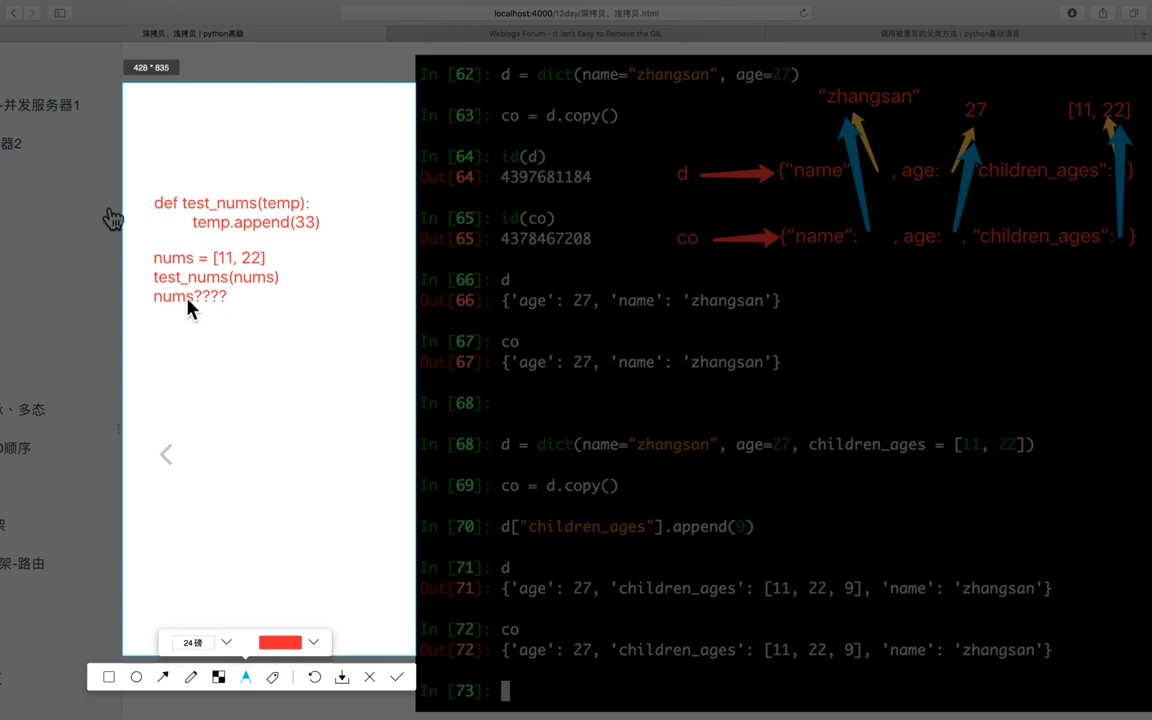 localhost:4000/12day/深拷贝、浅拷贝.html
深拷贝、浅拷贝 | python高级
Weblogs Forum - It isn't Easy to Remove the GIL
调用被重写的父类方法 | python基础语言
428 * 835
-并发服务器1
器2
、多态
顺序
架
架-路由
def test_nums(temp):
temp.append(33)
nums = [11, 22]
test_nums(nums)
nums????
24 磅
In [62]: d = dict(name="zhangsan", age=27)
In [63]: co = d.copy()
In [64]: id(d)
Out[64]: 4397681184
In [65]: id(co)
Out[65]: 4378467208
In [66]: d
Out[66]: {'age': 27, 'name': 'zhangsan'}
In [67]: co
Out[67]: {'age': 27, 'name': 'zhangsan'}
In [68]:
In [68]: d = dict(name="zhangsan", age=27, children_ages = [11, 22])
In [69]: co = d.copy()
In [70]: d["children_ages"].append(9)
In [71]: d
Out[71]: {'age': 27, 'children_ages': [11, 22, 9], 'name': 'zhangsan'}
In [72]: co
Out[72]: {'age': 27, 'children_ages': [11, 22, 9], 'name': 'zhangsan'}
In [73]:
"zhangsan" 27 [11, 22]
d {"name" , age: "children_ages": }
co {"name": , age: , "children_ages": }